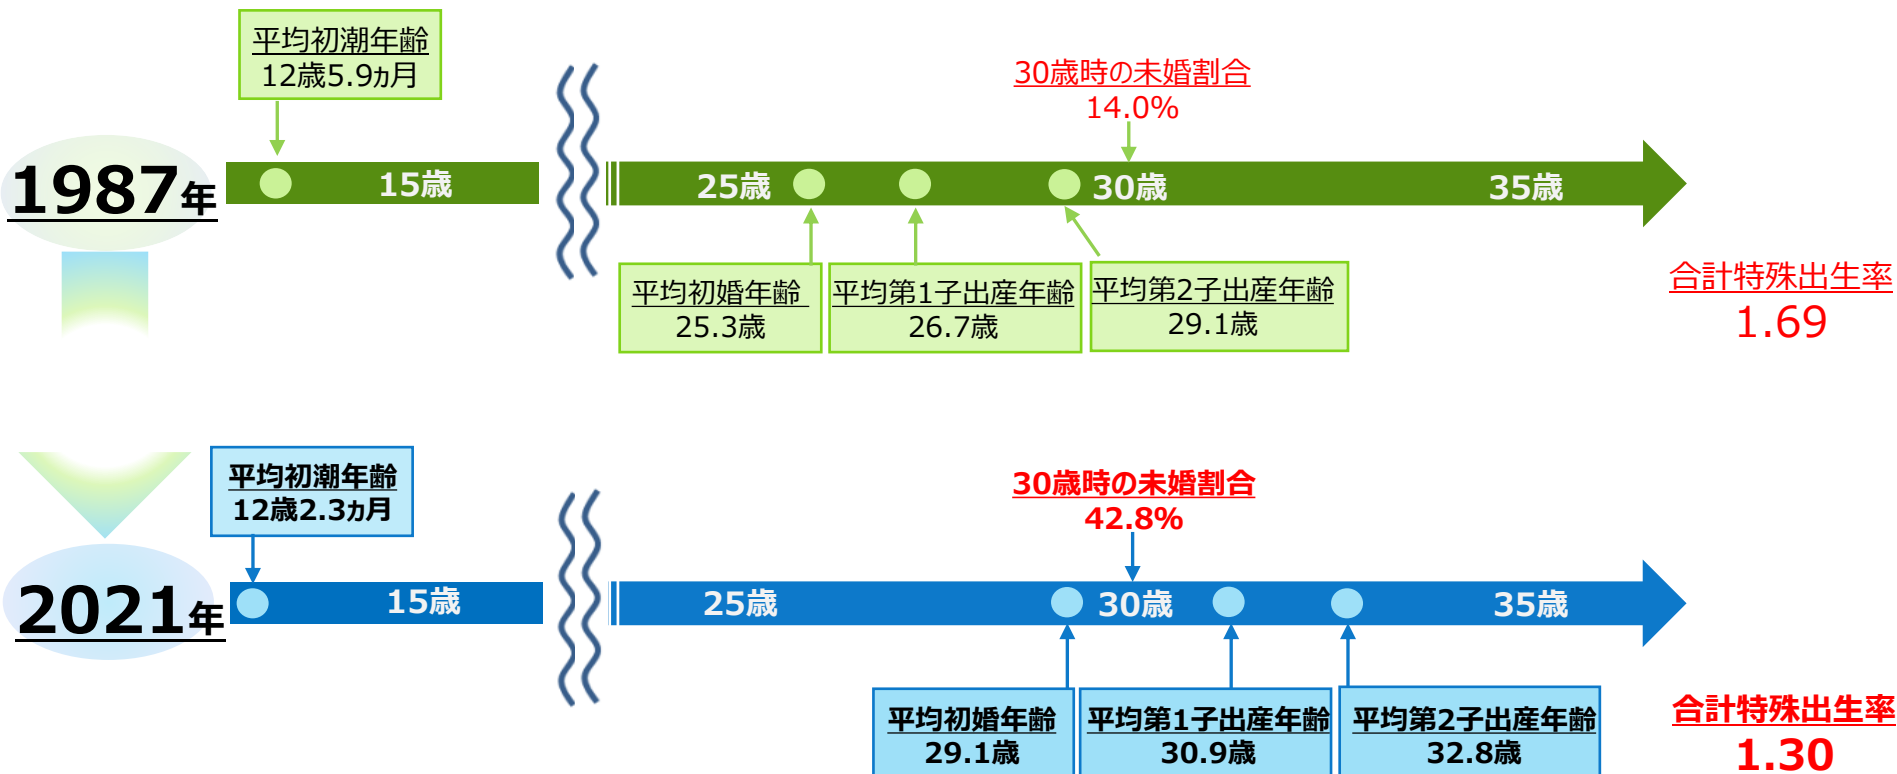 平均初潮年齢
12歳5.9ヵ月
30歳時の未婚割合
14.0%
1987年
15歳
25歳
30歳
35歳
平均初婚年齢
25.3歳
平均第1子出産年齢
26.7歳
平均第2子出産年齢
29.1歳
合計特殊出生率
1.69
平均初潮年齢
12歳2.3ヵ月
30歳時の未婚割合
42.8%
2021年
15歳
25歳
30歳
35歳
平均初婚年齢
29.1歳
平均第1子出産年齢
30.9歳
平均第2子出産年齢
32.8歳
合計特殊出生率
1.30